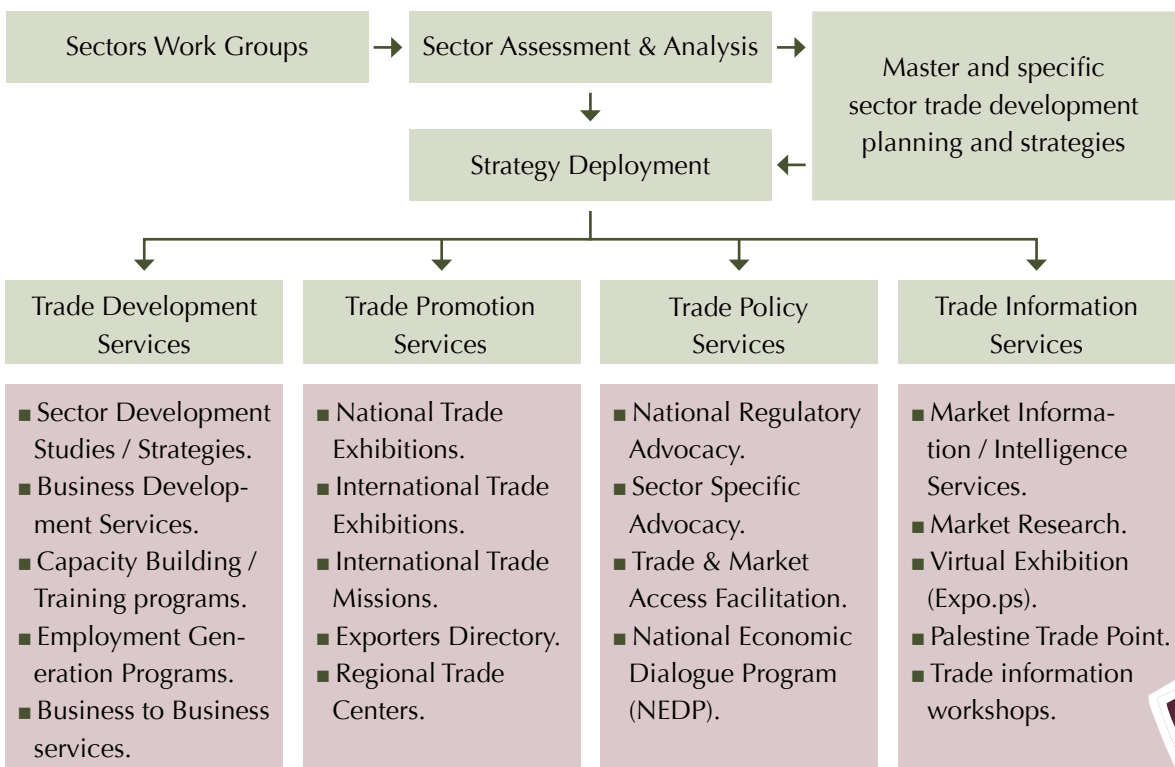 Sectors Work Groups
Sector Assessment & Analysis
Master and specific
sector trade development
planning and strategies
Strategy Deployment
Trade Development
Services
Trade Promotion
Services
Trade Policy
Services
Trade Information
Services
■ Sector Development
Studies / Strategies.
■ Business Develop-
ment Services.
■ Capacity Building /
Training programs.
■ Employment Gen-
eration Programs.
■ Business to Business
services.
■ National Trade
Exhibitions.
■ International Trade
Exhibitions.
■ International Trade
Missions.
■ Exporters Directory.
■ Regional Trade
Centers.
■ National Regulatory
Advocacy.
■ Sector Specific
Advocacy.
■ Trade & Market
Access Facilitation.
■ National Economic
Dialogue Program
(NEDP).
■ Market Informa-
tion / Intelligence
Services.
■ Market Research.
■ Virtual Exhibition
(Expo.ps).
■ Palestine Trade Point.
■ Trade information
workshops.